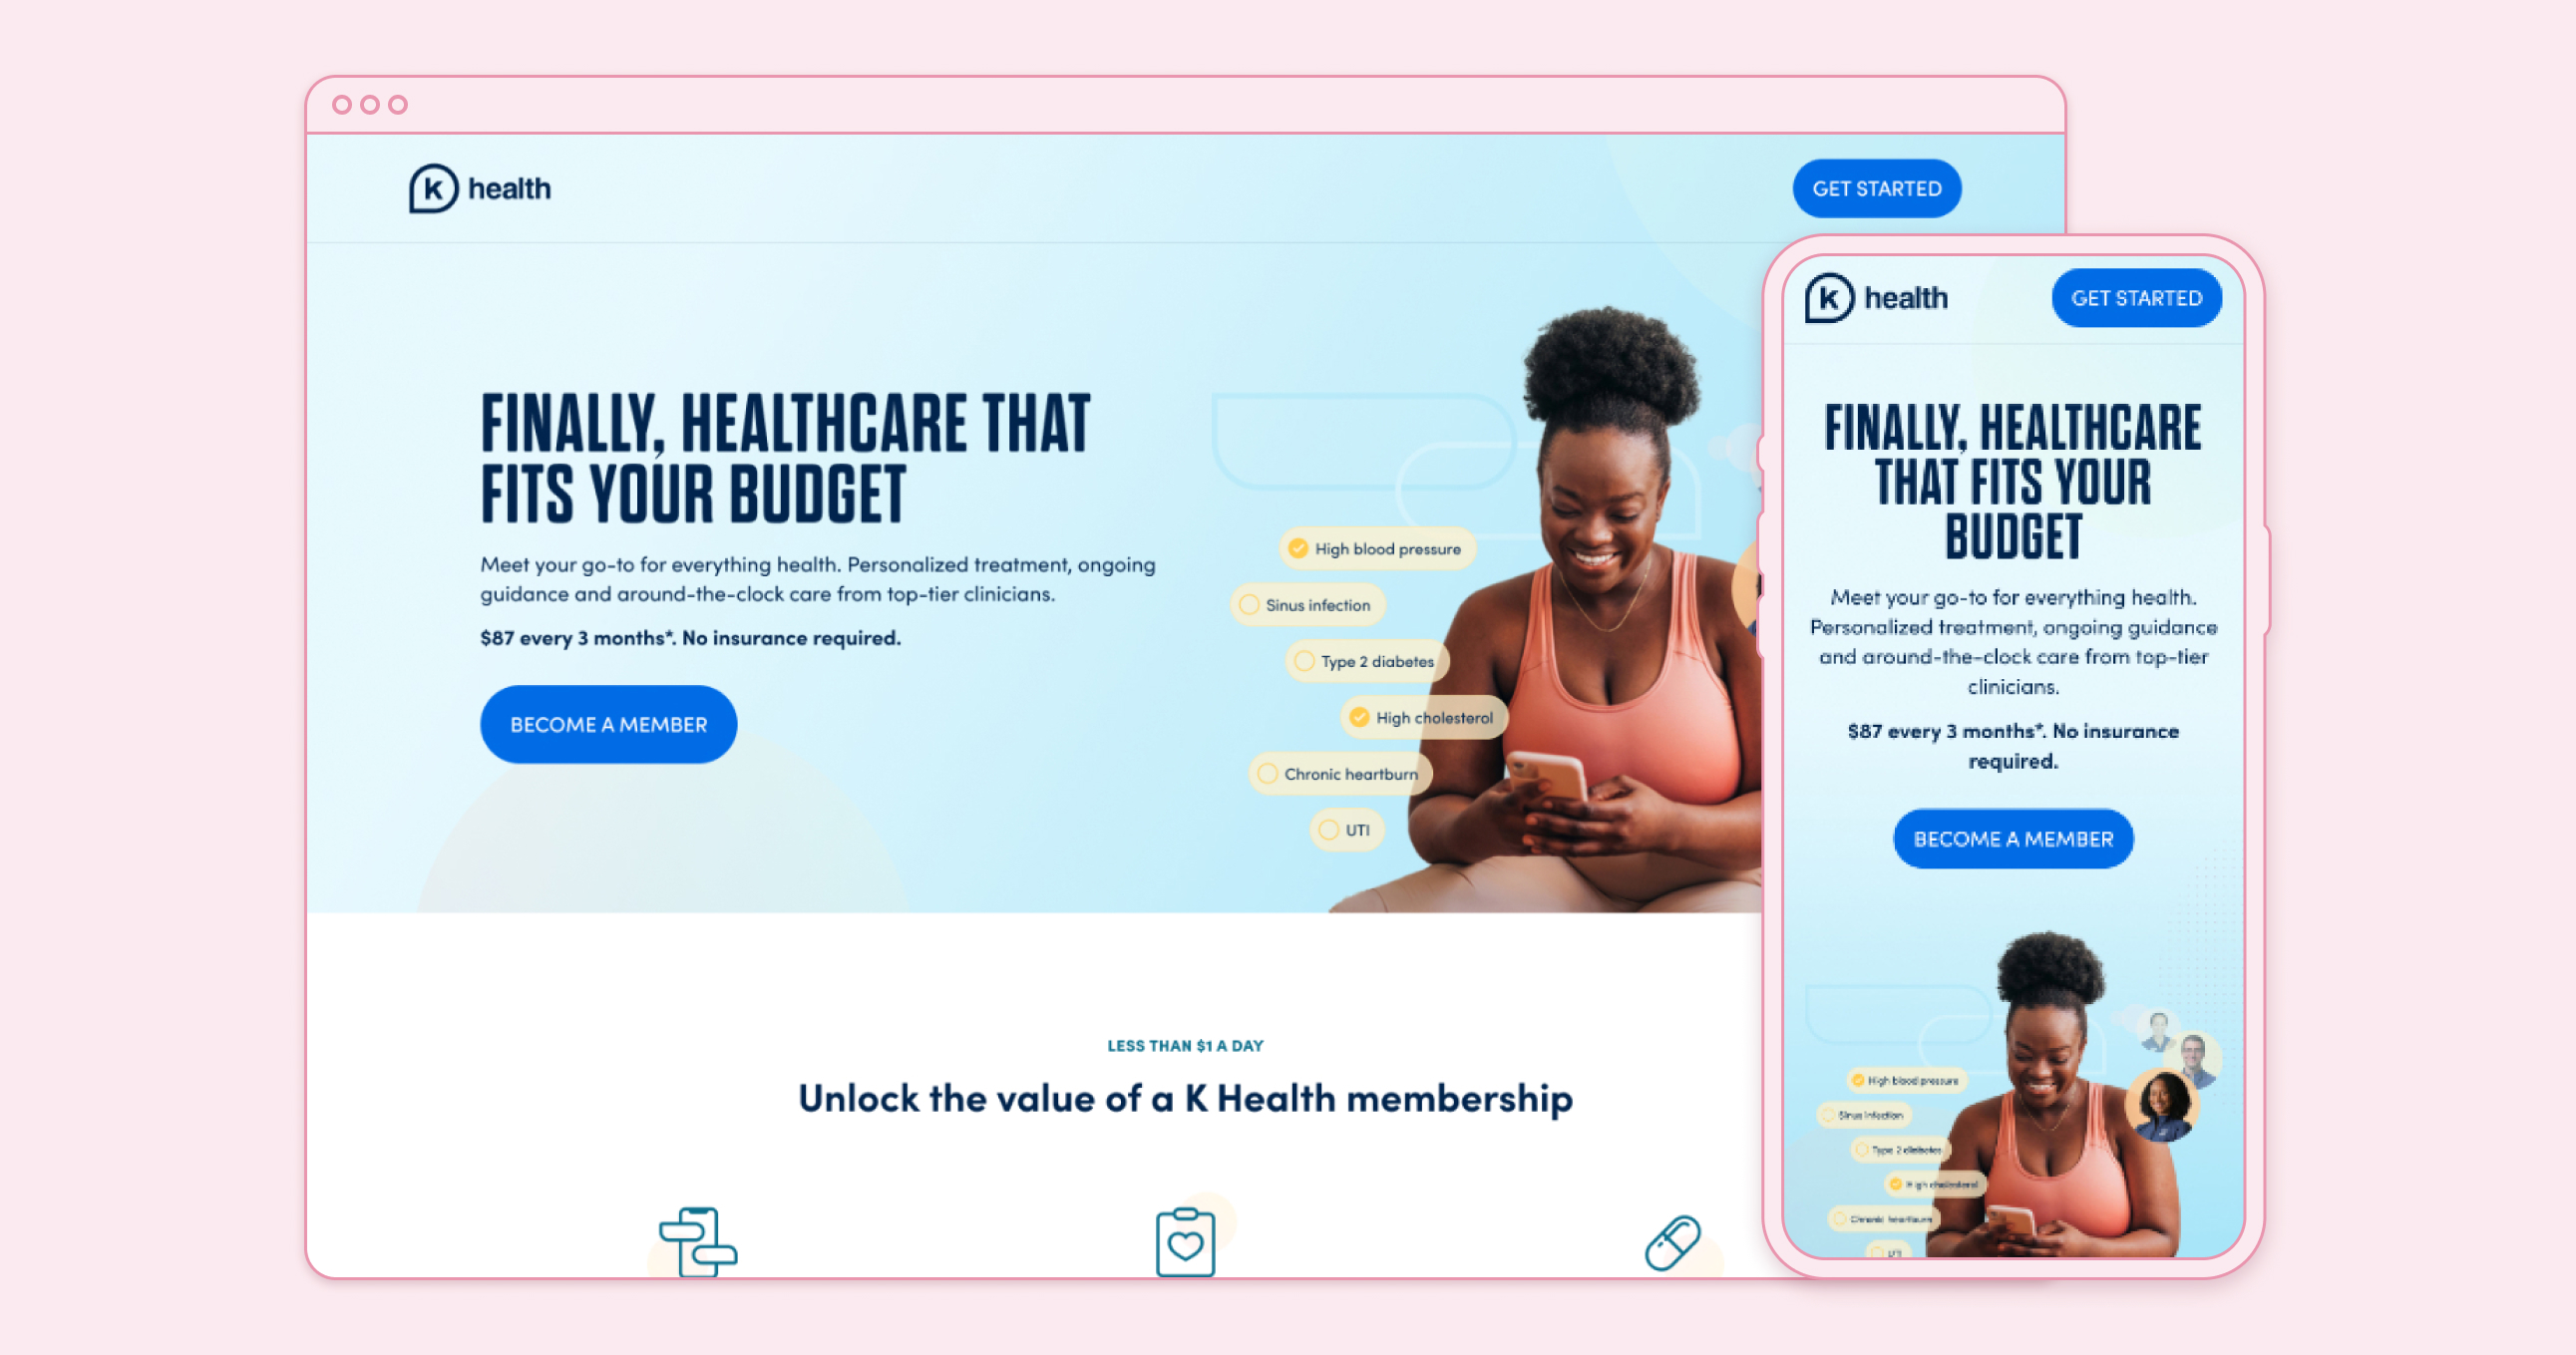 k health
GET STARTED
FINALLY, HEALTHCARE THAT
FITS YOUR BUDGET
Meet your go-to for everything health. Personalized treatment, ongoing
guidance and around-the-clock care from top-tier clinicians.
$87 every 3 months*. No insurance required.
BECOME A MEMBER
High blood pressure
Sinus infection
Type 2 diabetes
High cholesterol
Chronic heartburn
UTI
LESS THAN $1 A DAY
Unlock the value of a K Health membership
k health
GET STARTED
FINALLY, HEALTHCARE
THAT FITS YOUR
BUDGET
Meet your go-to for everything health.
Personalized treatment, ongoing guidance
and around-the-clock care from top-tier
clinicians.
$87 every 3 months*. No insurance
required.
BECOME A MEMBER
High blood pressure
Sinus infection
Type 2 diabetes
High cholesterol
Chronic heartburn
UTI